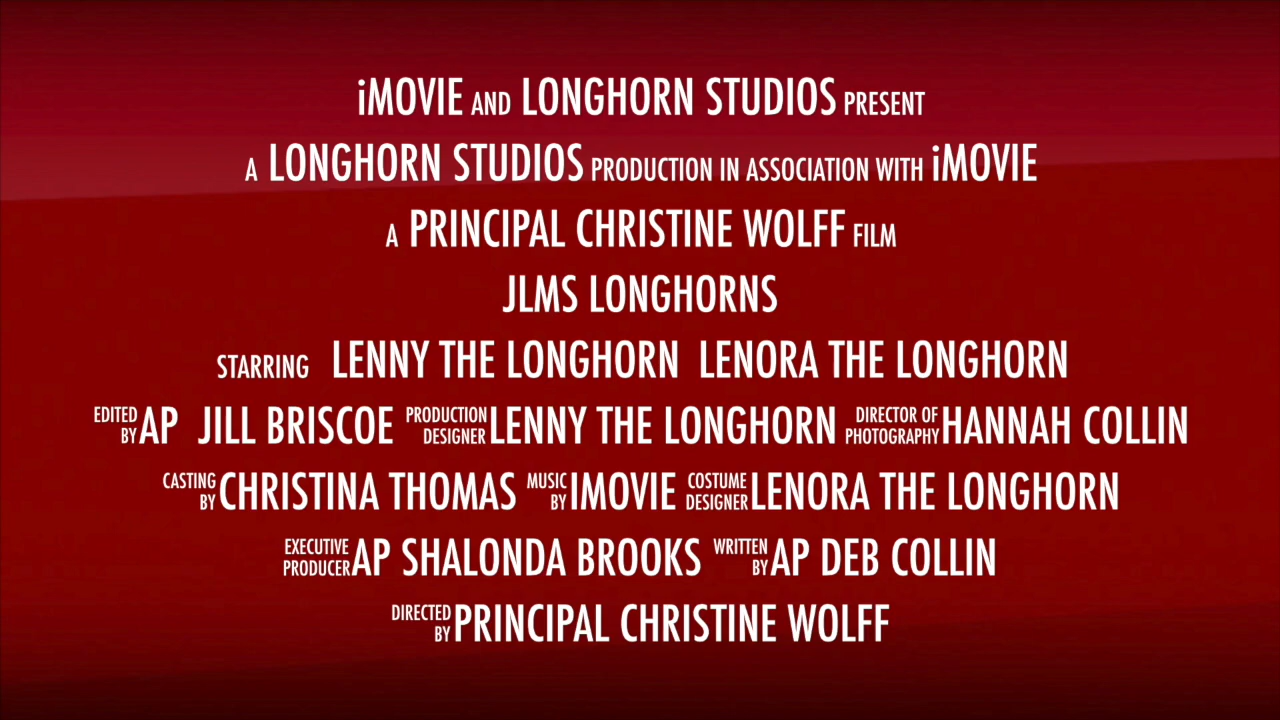 iMOVIE AND LONGHORN STUDIOS PRESENT
A LONGHORN STUDIOS PRODUCTION IN ASSOCIATION WITH iMOVIE
A PRINCIPAL CHRISTINE WOLFF FILM
JLMS LONGHORNS
STARRING LENNY THE LONGHORN LENORA THE LONGHORN
EDITED BY AP JILL BRISCOE PRODUCTION DESIGNER LENNY THE LONGHORN DIRECTOR OF PHOTOGRAPHY HANNAH COLLIN
CASTING BY CHRISTINA THOMAS MUSIC BY IMOVIE COSTUME DESIGNER LENORA THE LONGHORN
EXECUTIVE PRODUCER AP SHALONDA BROOKS WRITTEN BY AP DEB COLLIN
DIRECTED BY PRINCIPAL CHRISTINE WOLFF